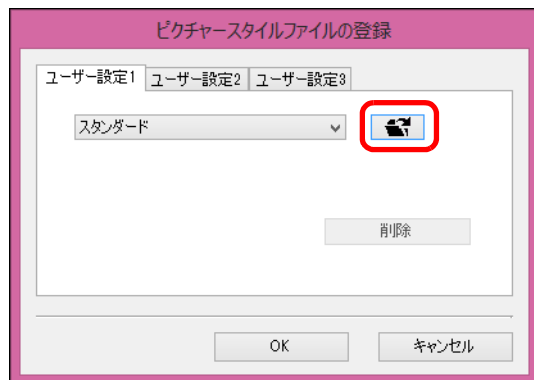 ピクチャースタイルファイルの登録
ユーザー設定1 ユーザー設定2 ユーザー設定3
スタンダード
削除
OK キャンセル